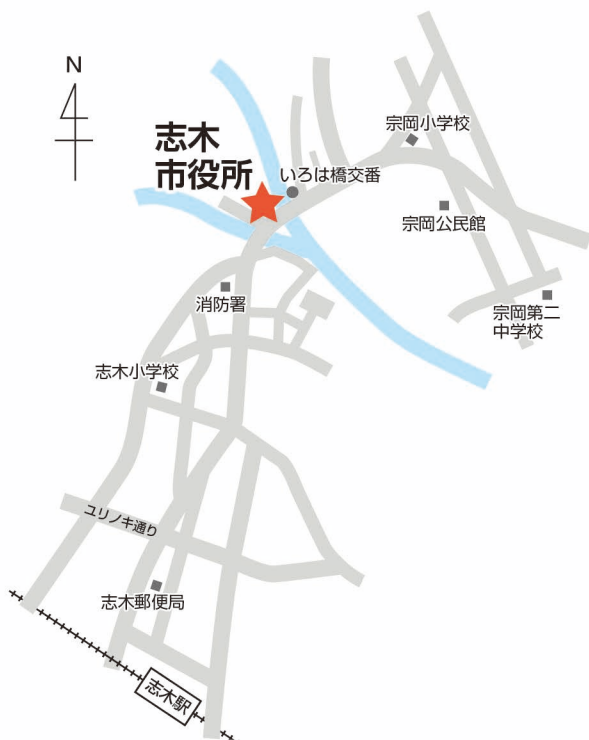 N
志木
市役所
いろは橋交番
宗岡小学校
宗岡公民館
宗岡第二
中学校
消防署
志木小学校
ユリノキ通り
志木郵便局
志木駅